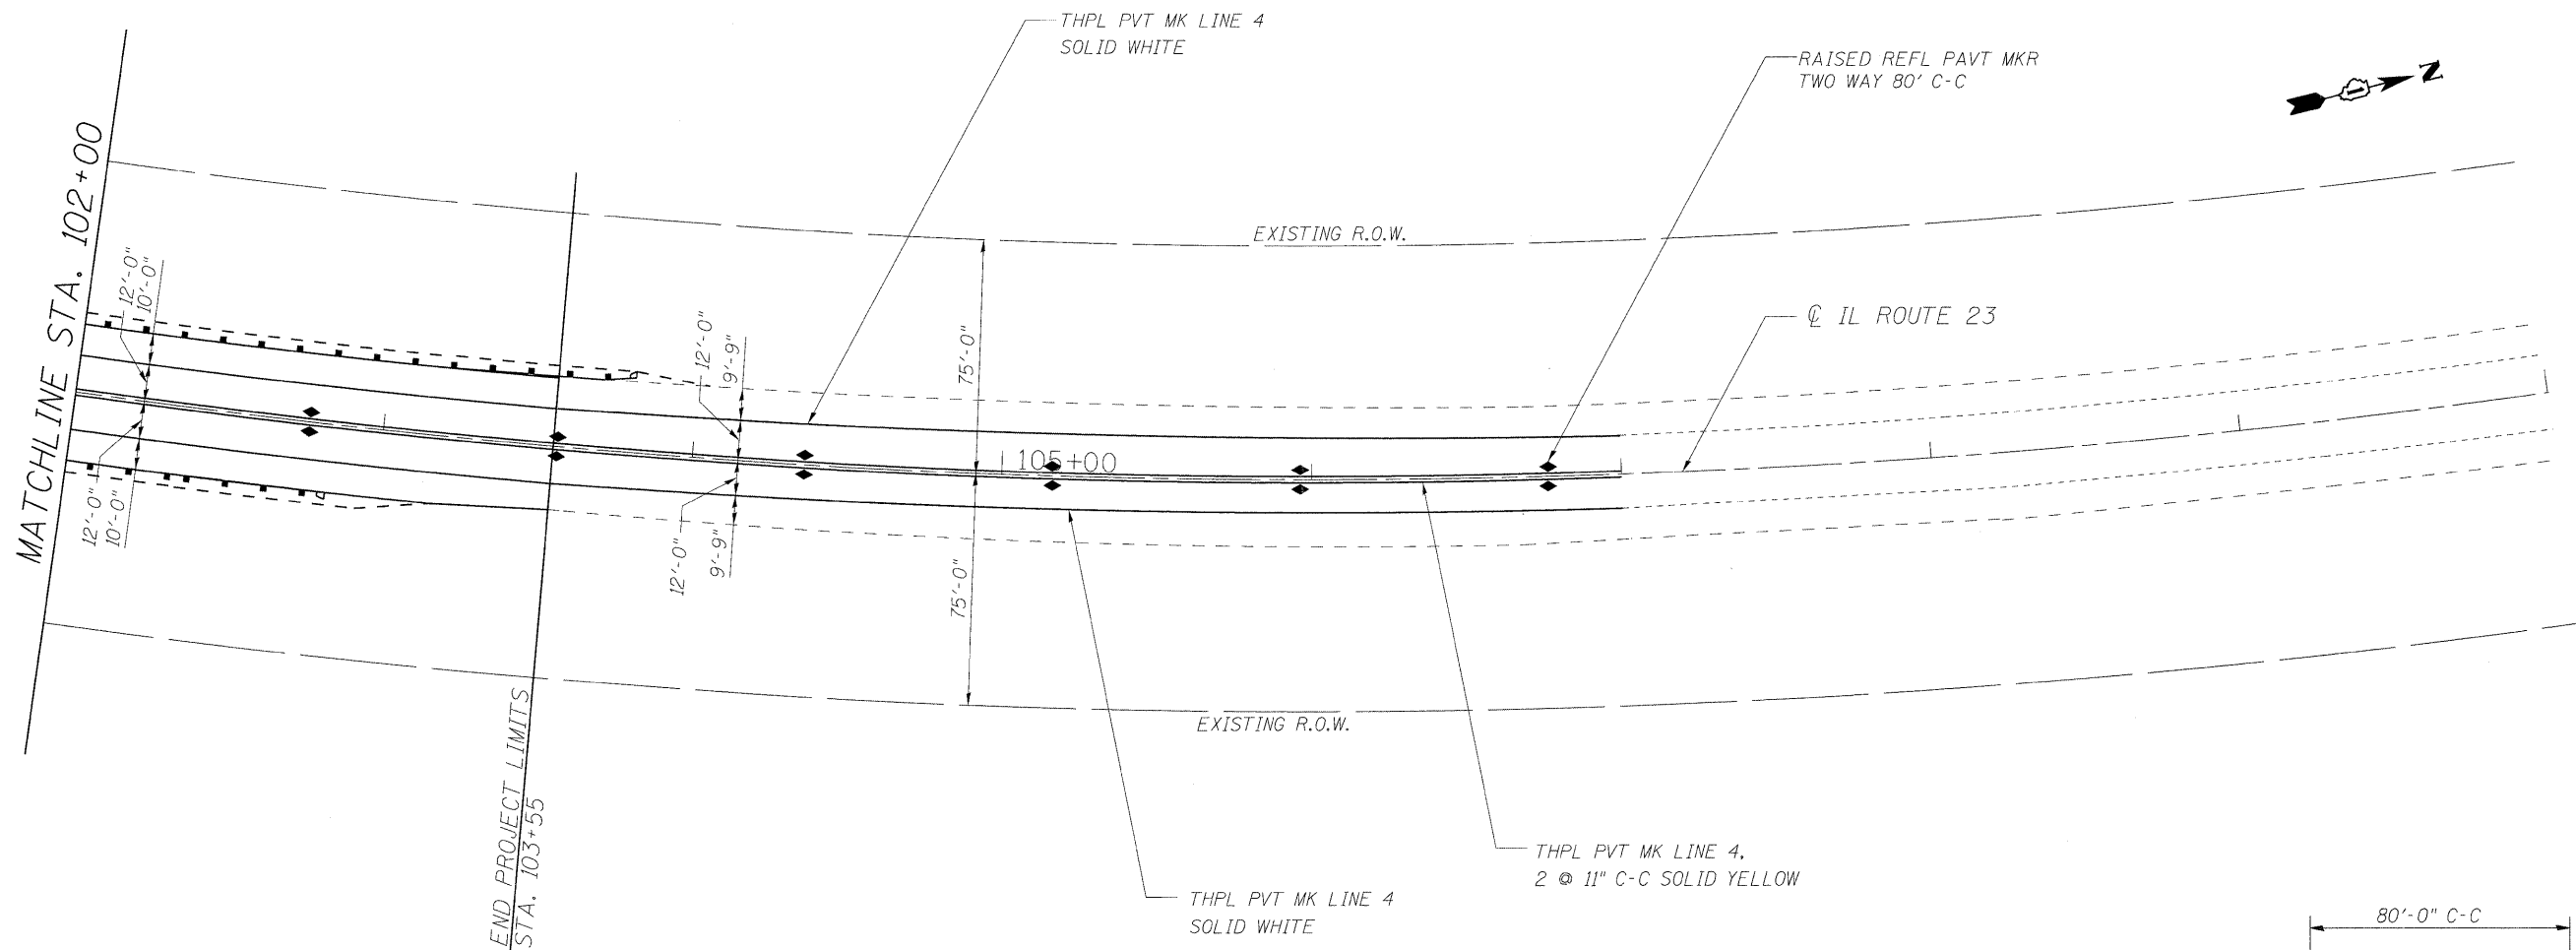 THPL PVT MK LINE 4
SOLID WHITE
RAISED REFL PAVT MKR
TWO WAY 80' C-C
N
MATCHLINE STA. 102+00
EXISTING R.O.W.
12'-0"
10'-0"
12'-0"
9'-9"
75'-0"
℄ IL ROUTE 23
105+00
12'-0"
10'-0"
12'-0"
9'-9"
75'-0"
EXISTING R.O.W.
END PROJECT LIMITS
STA. 103+55
THPL PVT MK LINE 4,
2 @ 11" C-C SOLID YELLOW
THPL PVT MK LINE 4
SOLID WHITE
80'-0" C-C